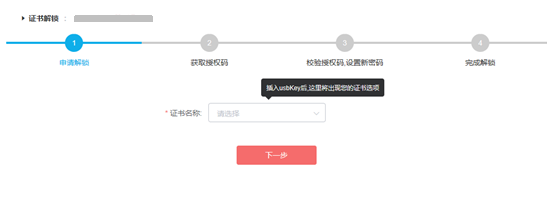 证书解锁 :
1 2 3 4
申请解锁 获取授权码 校验授权码,设置新密码 完成解锁
插入usbKey后,这里将出现您的证书选项
* 证书名称: 请选择
下一步